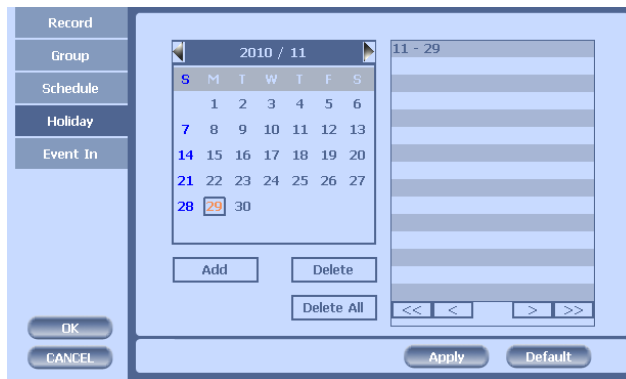 Record
Group
Schedule
Holiday
Event In
OK
CANCEL
2010 / 11
S M T W T F S
1 2 3 4 5 6
7 8 9 10 11 12 13
14 15 16 17 18 19 20
21 22 23 24 25 26 27
28 29 30
Add Delete
Delete All
11 - 29
<< < > >>
Apply Default